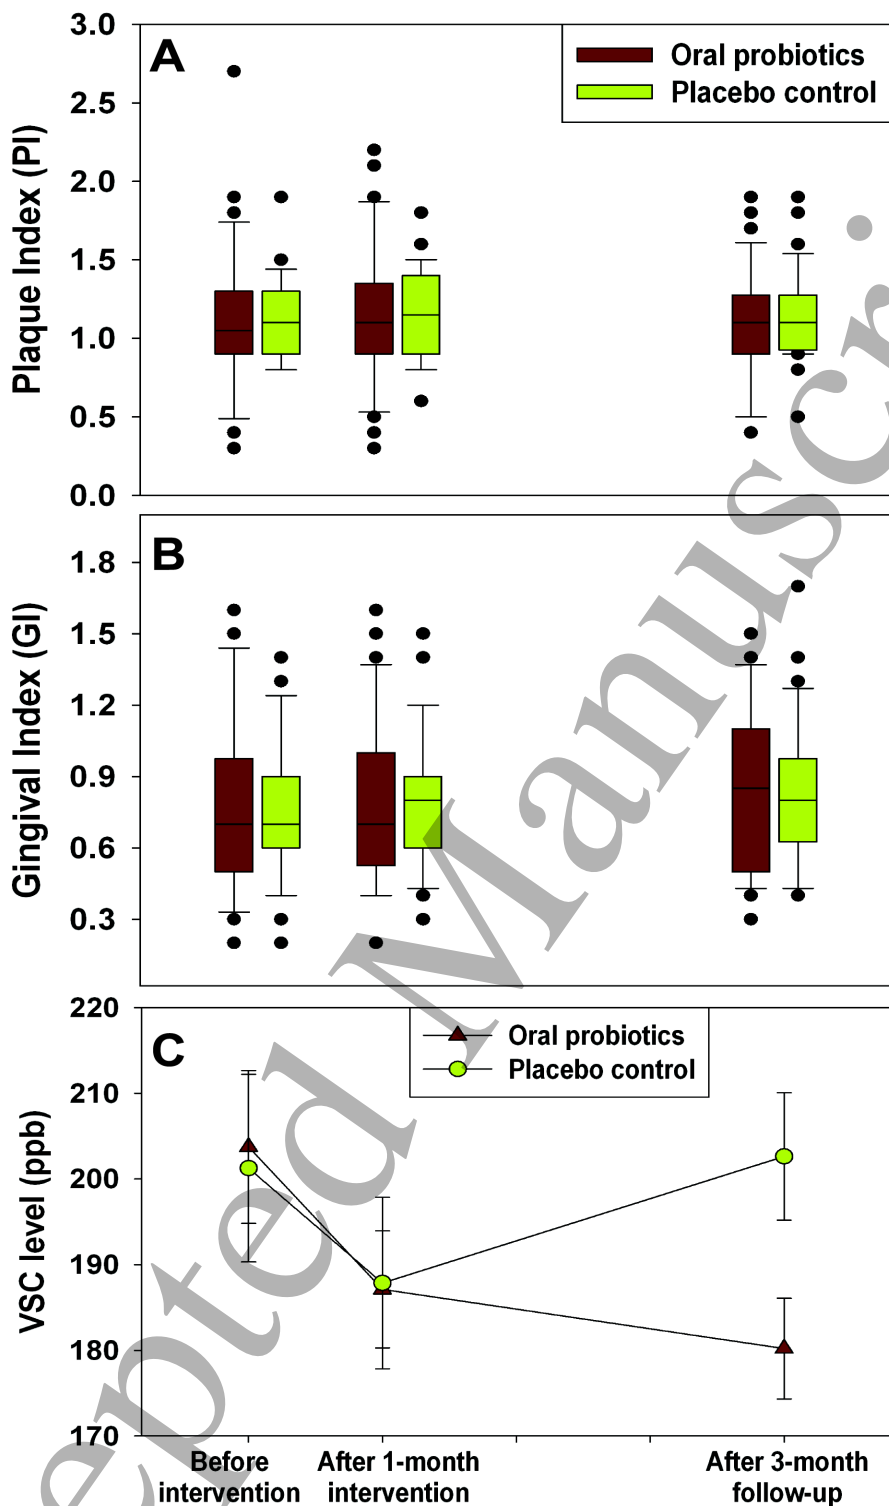 A
Oral probiotics
Placebo control
Plaque Index (PI)
3.0
2.5
2.0
1.5
1.0
0.5
0.0
B
Gingival Index (GI)
1.8
1.5
1.2
0.9
0.6
0.3
C
Oral probiotics
Placebo control
VSC level (ppb)
220
210
200
190
180
170
Before
intervention
After 1-month
intervention
After 3-month
follow-up
epted Manuscri